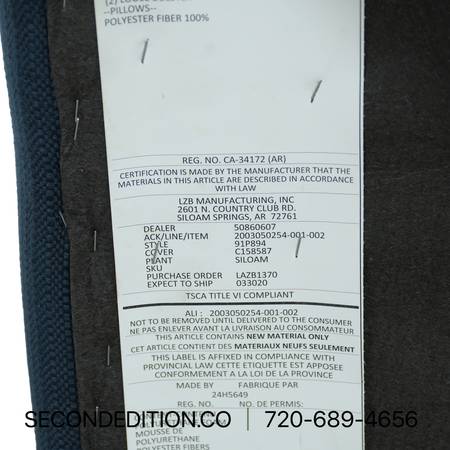 --PILLOWS--
POLYESTER FIBER 100%
REG. NO. CA-34172 (AR)
CERTIFICATION IS MADE BY THE MANUFACTURER THAT THE
MATERIALS IN THIS ARTICLE ARE DESCRIBED IN ACCORDANCE
WITH LAW
LZB MANUFACTURING, INC
2601 N. COUNTRY CLUB RD.
SILOAM SPRINGS, AR 72761
DEALER 50860607
ACK/LINE/ITEM 2003050254-001-002
STYLE 91P894
COVER C158587
PLANT SILOAM
SKU
PURCHASE ORDER LAZB1370
EXPECT TO SHIP 033020
TSCA TITLE VI COMPLIANT
ALI : 2003050254-001-002
NOT TO BE REMOVED UNTIL DELIVERED TO THE CONSUMER
NE PAS ENLEVER AVANT LA LIVRAISON AU CONSOMMATEUR
THIS ARTICLE CONTAINS NEW MATERIAL ONLY
CET ARTICLE CONTIENT DES MATERIAUX NEUFS SEULEMENT
THIS LABEL IS AFFIXED IN COMPLIANCE WITH
PROVINCIAL LAW CETTE ETIQUETTE EST APPOSEE
CONFORMEMENT A LA LOI DE LA PROVINCE
MADE BY FABRIQUE PAR
24H5649
REG. NO. NO. DE PERMIS:
SECONDEDITION.CO | 720-689-4656
MOUSSE DE
POLYURETHANE
POLYESTER FIBERS